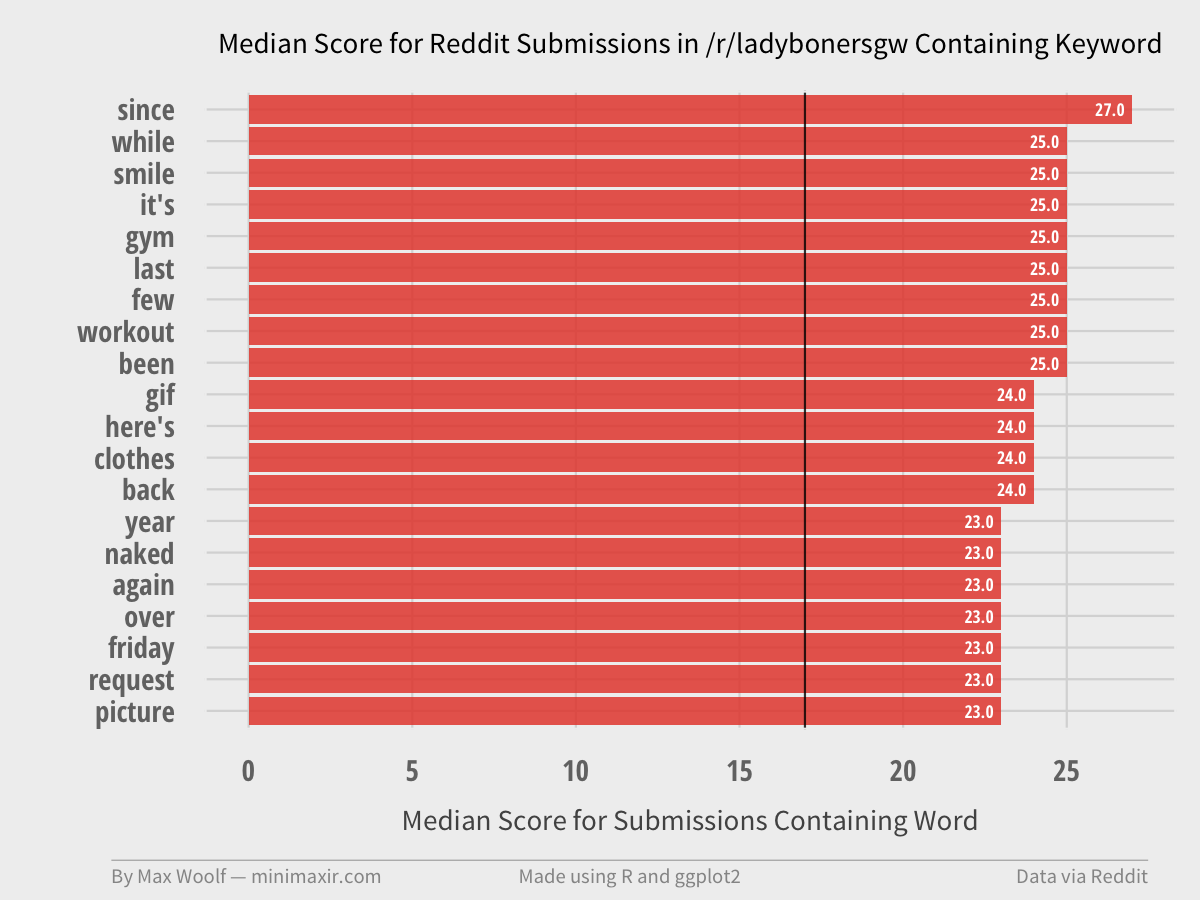 Median Score for Reddit Submissions in /r/ladybonersgw Containing Keyword
since 27.0
while 25.0
smile 25.0
it's 25.0
gym 25.0
last 25.0
few 25.0
workout 25.0
been 25.0
gif 24.0
here's 24.0
clothes 24.0
back 24.0
year 23.0
naked 23.0
again 23.0
over 23.0
friday 23.0
request 23.0
picture 23.0
0 5 10 15 20 25
Median Score for Submissions Containing Word
By Max Woolf — minimaxir.com Made using R and ggplot2 Data via Reddit